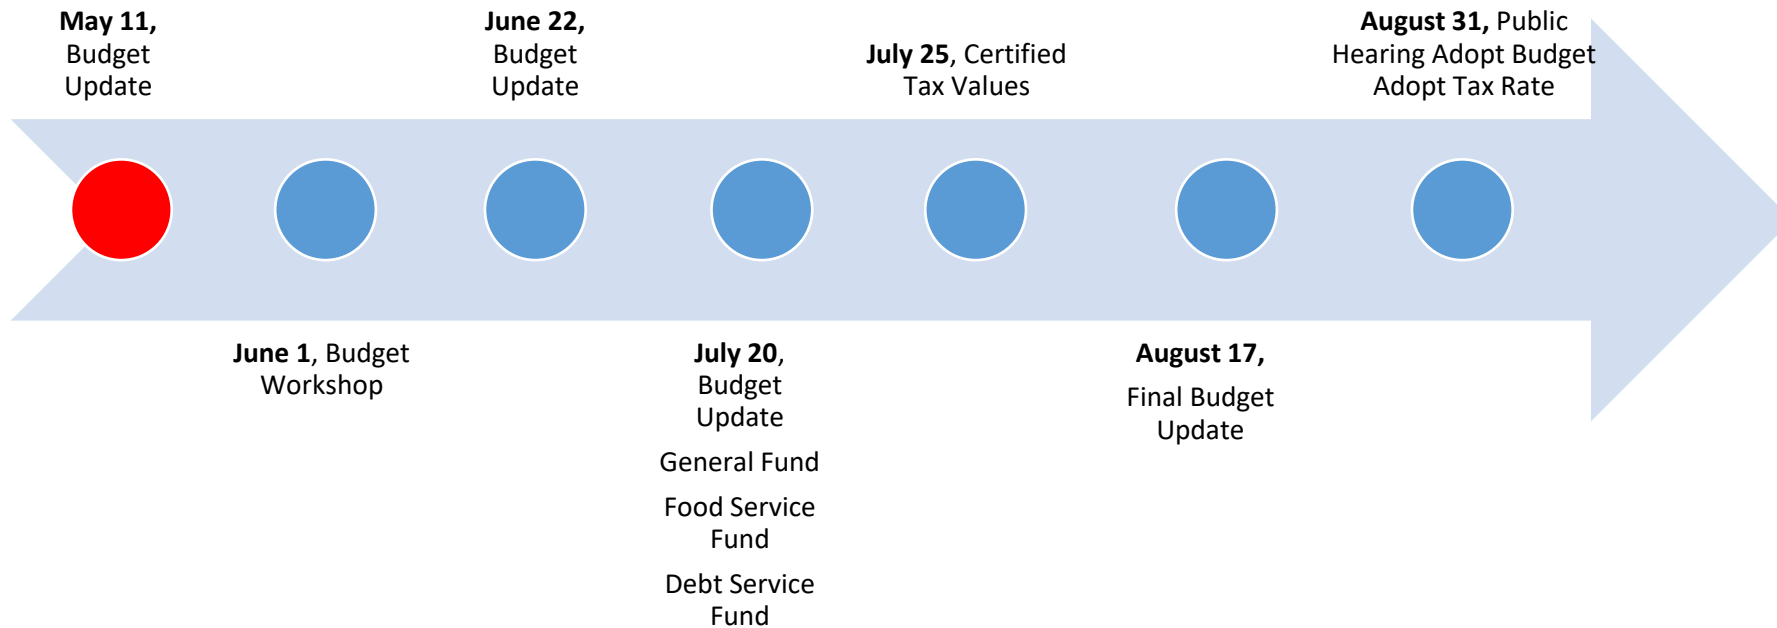 May 11,
Budget
Update
June 1, Budget
Workshop
June 22,
Budget
Update
July 20,
Budget
Update
General Fund
Food Service
Fund
Debt Service
Fund
July 25, Certified
Tax Values
August 17,
Final Budget
Update
August 31, Public
Hearing Adopt Budget
Adopt Tax Rate